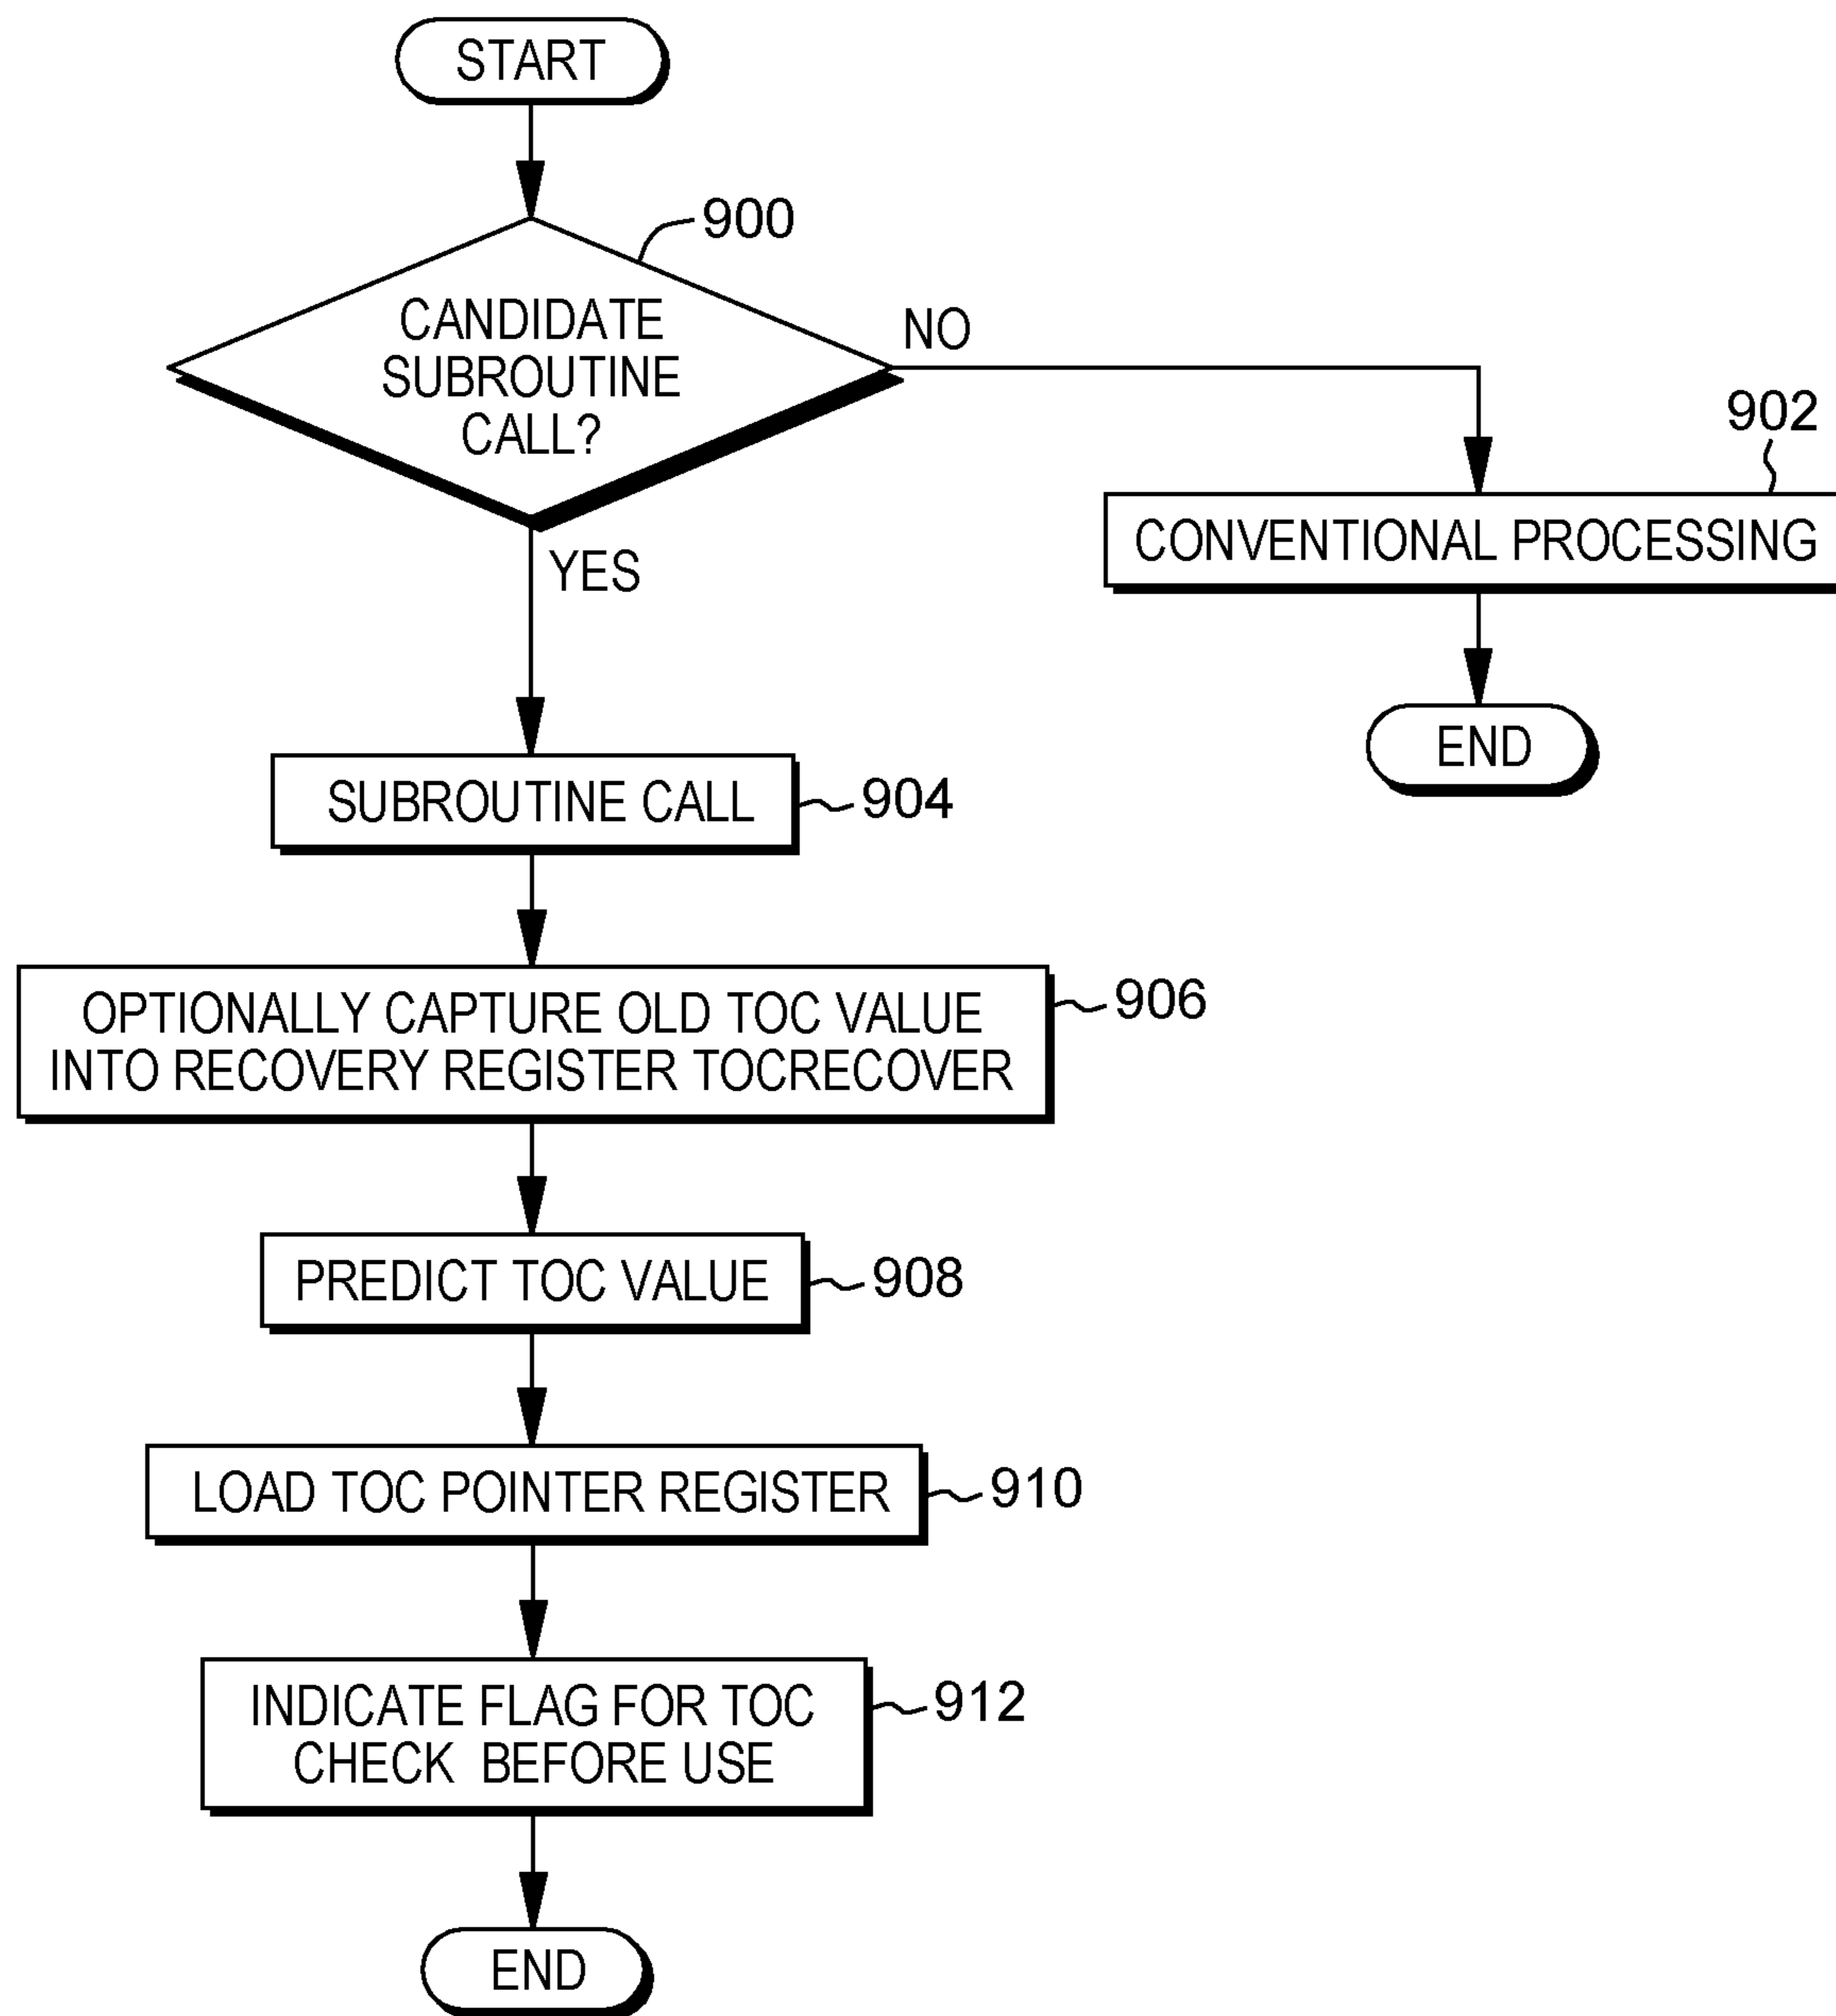 START
900
CANDIDATE
SUBROUTINE
CALL?
NO
YES
902
CONVENTIONAL PROCESSING
END
SUBROUTINE CALL
904
OPTIONALLY CAPTURE OLD TOC VALUE
INTO RECOVERY REGISTER TOCRECOVER
906
PREDICT TOC VALUE
908
LOAD TOC POINTER REGISTER
910
INDICATE FLAG FOR TOC
CHECK BEFORE USE
912
END